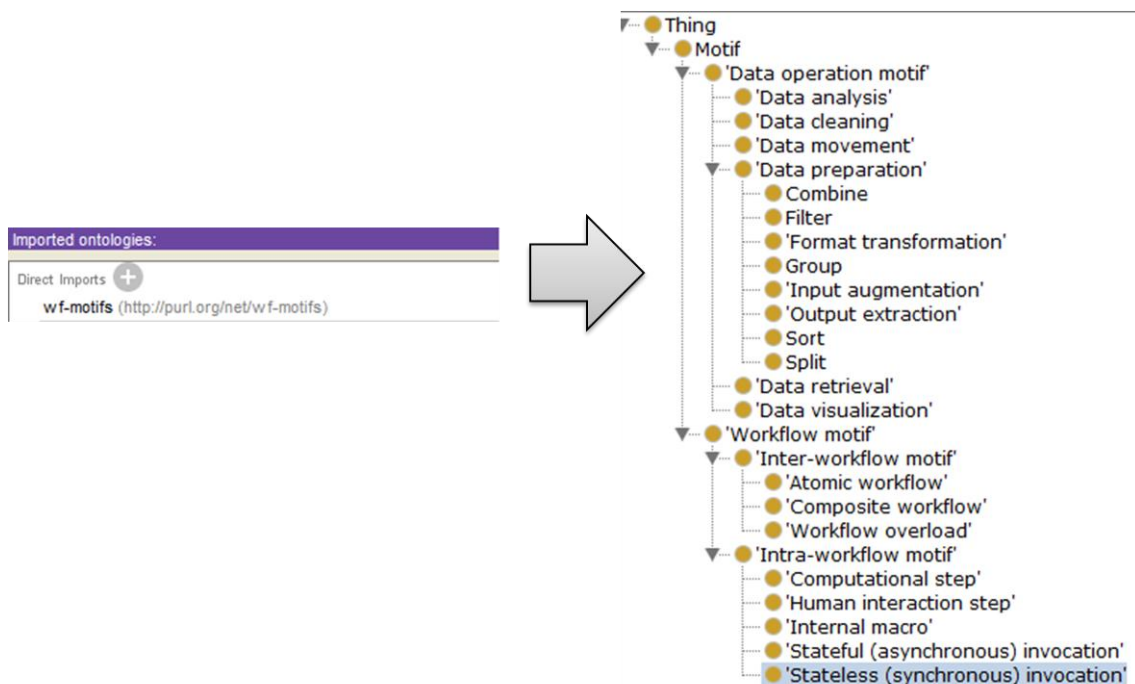 Imported ontologies:
Direct Imports
wf-motifs (http://purl.org/net/wf-motifs)
Thing
Motif
'Data operation motif'
'Data analysis'
'Data cleaning'
'Data movement'
'Data preparation'
Combine
Filter
'Format transformation'
Group
'Input augmentation'
'Output extraction'
Sort
Split
'Data retrieval'
'Data visualization'
'Workflow motif'
'Inter-workflow motif'
'Atomic workflow'
'Composite workflow'
'Workflow overload'
'Intra-workflow motif'
'Computational step'
'Human interaction step'
'Internal macro'
'Stateful (asynchronous) invocation'
'Stateless (synchronous) invocation'